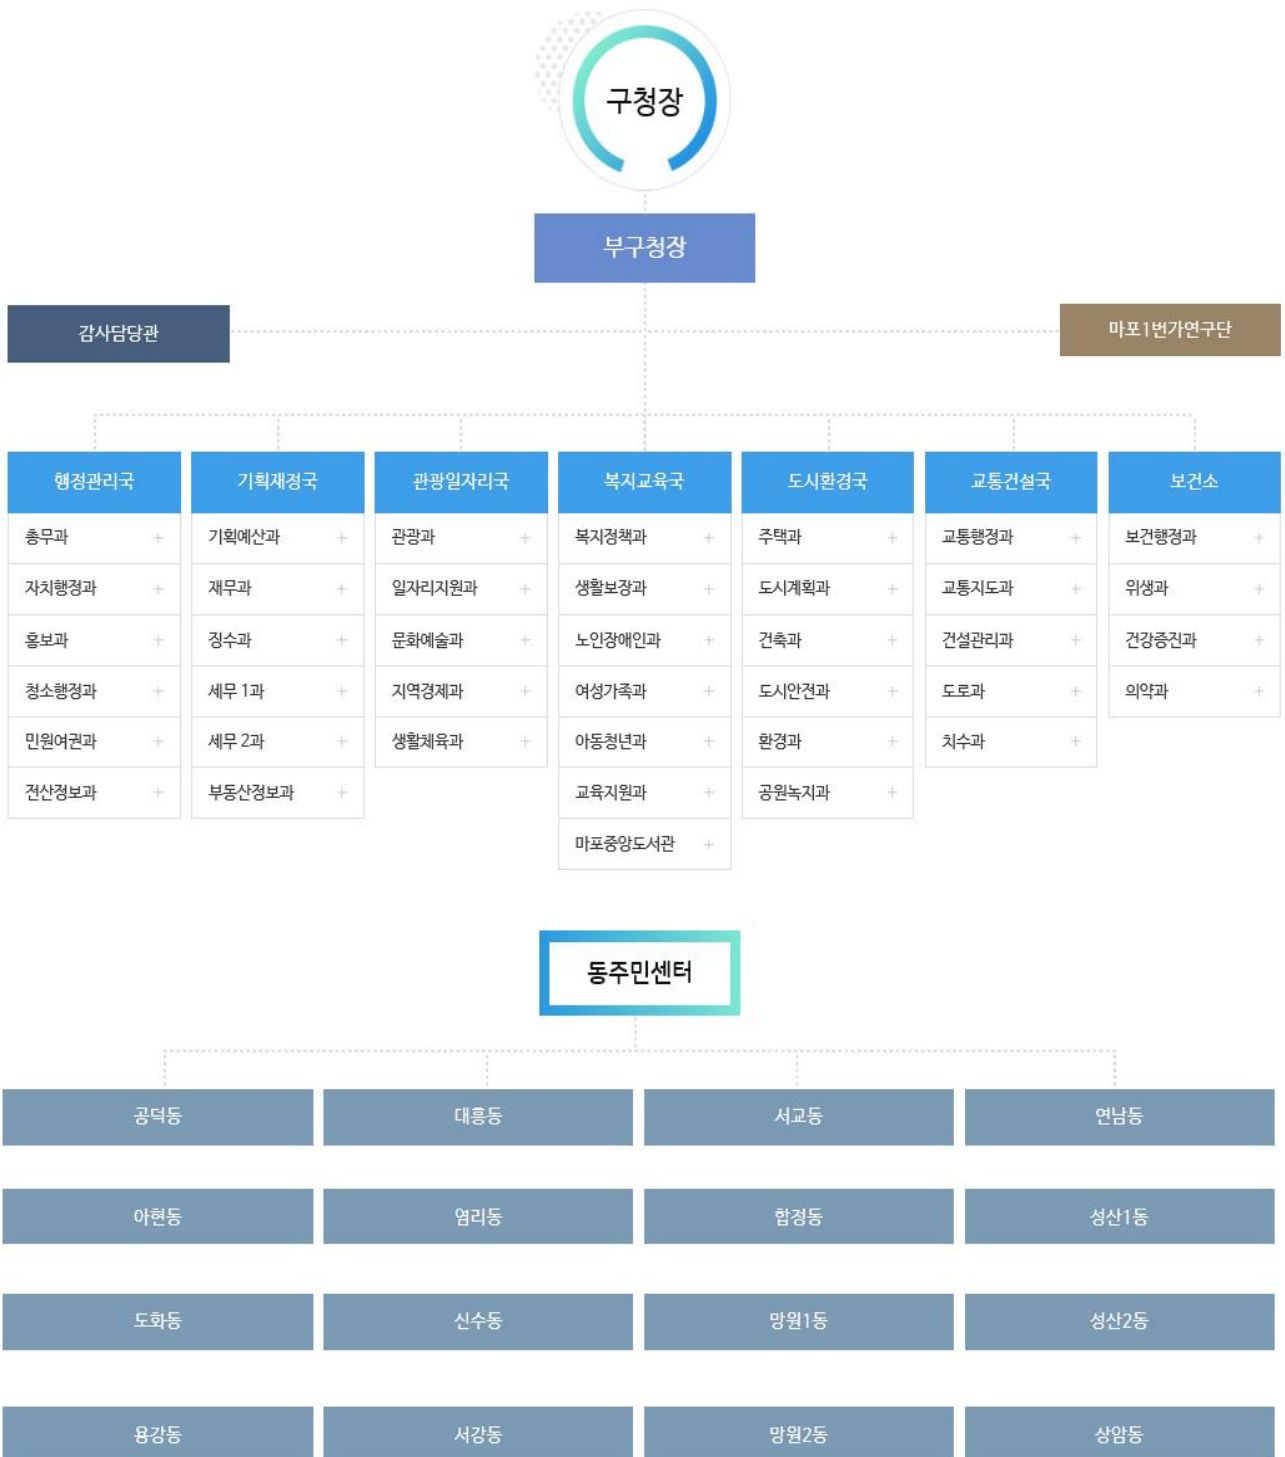 구청장
부구청장
감사담당관
마포1번가연구단
행정관리국 기획재정국 관광일자리국 복지교육국 도시환경국 교통건설국 보건소
총무과 + 기획예산과 + 관광과 + 복지정책과 + 주택과 + 교통행정과 + 보건행정과 +
자치행정과 + 재무과 + 일자리지원과 + 생활보장과 + 도시계획과 + 교통지도과 + 위생과 +
홍보과 + 징수과 + 문화예술과 + 노인장애인과 + 건축과 + 건설관리과 + 건강증진과 +
청소행정과 + 세무 1과 + 지역경제과 + 여성가족과 + 도시안전과 + 도로과 + 의약과 +
민원여권과 + 세무 2과 + 생활체육과 + 아동청년과 + 환경과 + 치수과 +
전산정보과 + 부동산정보과 + 교육지원과 + 공원녹지과 +
마포중앙도서관 +
동주민센터
공덕동 대흥동 서교동 연남동
아현동 염리동 합정동 성산1동
도화동 신수동 망원1동 성산2동
용강동 서강동 망원2동 상암동